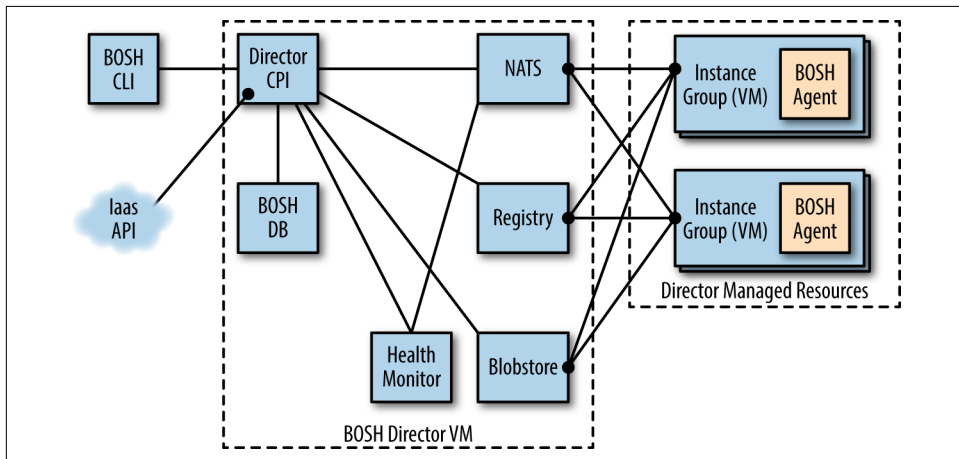 BOSH
CLI
Director
CPI
NATS
Instance
Group (VM)
BOSH
Agent
Iaas
API
BOSH
DB
Registry
Instance
Group (VM)
BOSH
Agent
Director Managed Resources
Health
Monitor
Blobstore
BOSH Director VM